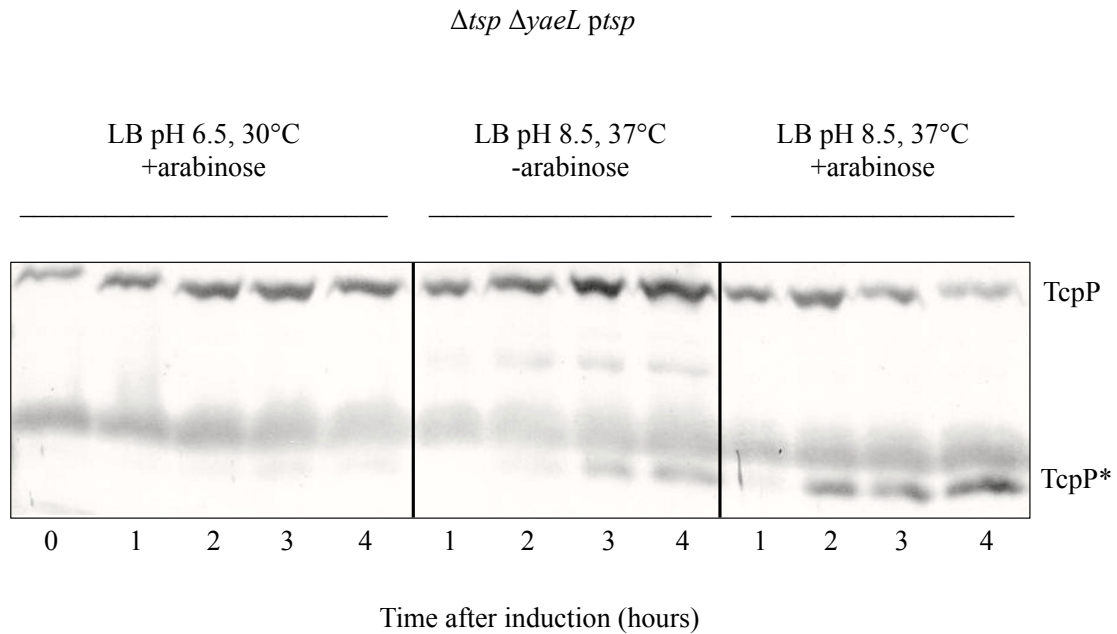 Δtsp ΔyaeL ptsp
LB pH 6.5, 30°C
+arabinose
LB pH 8.5, 37°C
-arabinose
LB pH 8.5, 37°C
+arabinose
TcpP
TcpP*
0 1 2 3 4 1 2 3 4 1 2 3 4
Time after induction (hours)